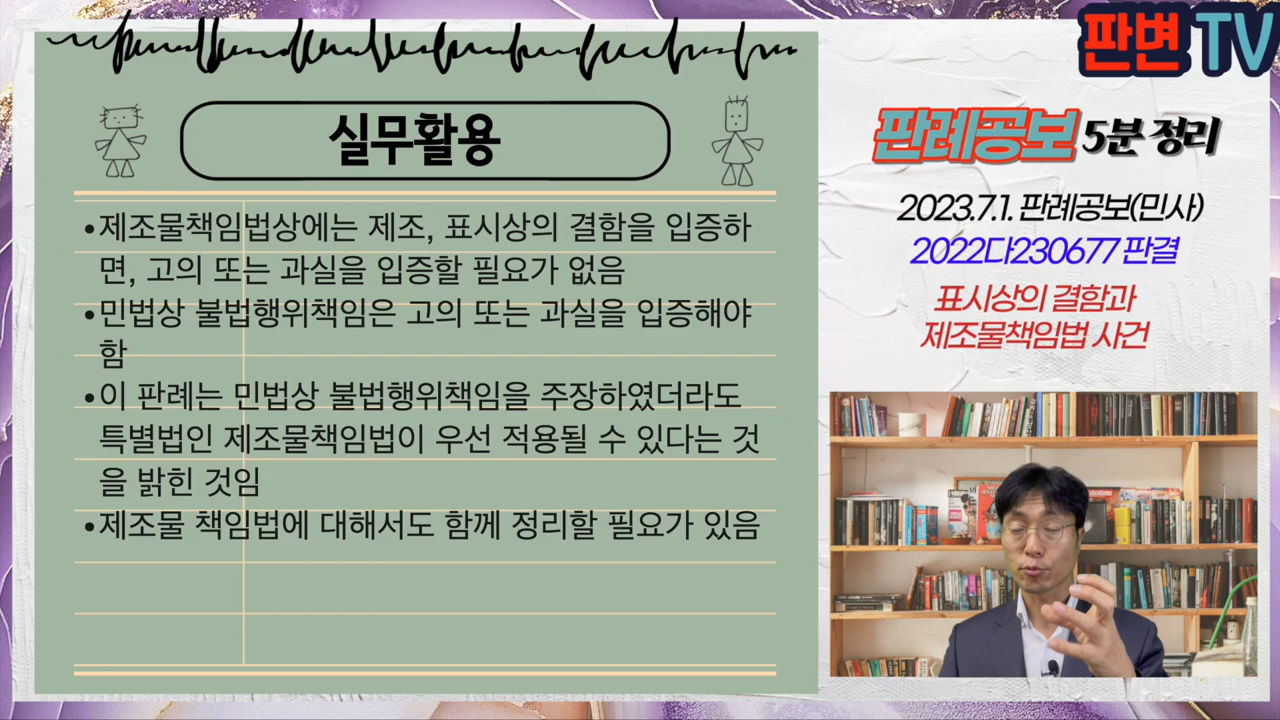 판변 TV
실무활용
•제조물책임법상에는 제조, 표시상의 결함을 입증하
면, 고의 또는 과실을 입증할 필요가 없음
•민법상 불법행위책임은 고의 또는 과실을 입증해야
함
•이 판례는 민법상 불법행위책임을 주장하였더라도
특별법인 제조물책임법이 우선 적용될 수 있다는 것
을 밝힌 것임
•제조물 책임법에 대해서도 함께 정리할 필요가 있음
판례공보 5분 정리
2023.7.1. 판례공보(민사)
2022다230677 판결
표시상의 결함과
제조물책임법 사건